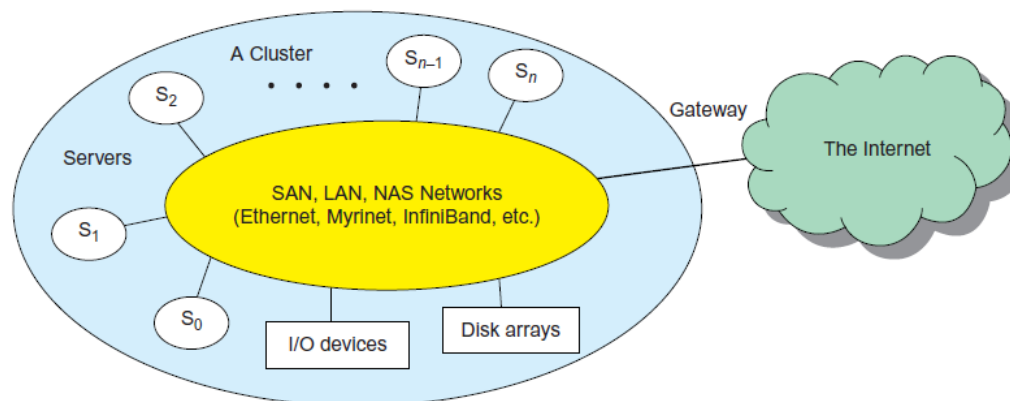 A Cluster
S₂
. . . .
Sₙ₋₁
Sₙ
Gateway
Servers
The Internet
SAN, LAN, NAS Networks
(Ethernet, Myrinet, InfiniBand, etc.)
S₁
S₀
I/O devices
Disk arrays